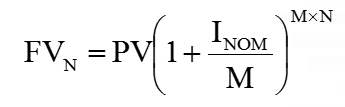 FV_N = PV(1 + I_NOM / M)^{M×N}